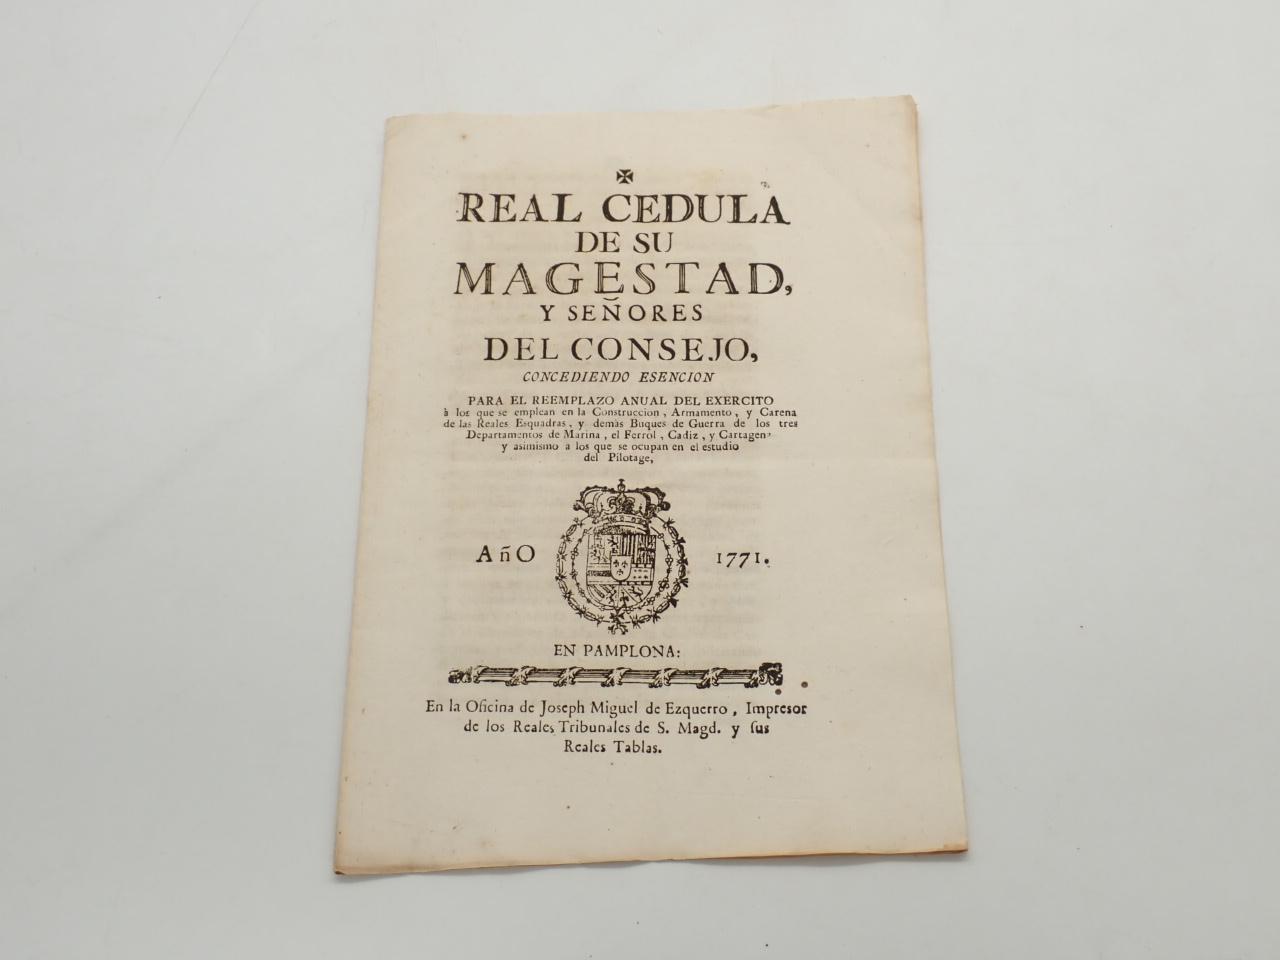 ✠
REAL CEDULA
DE SU
MAGESTAD,
Y SEÑORES
DEL CONSEJO,
CONCEDIENDO ESENCION
PARA EL REEMPLAZO ANUAL DEL EXERCITO
à los que se emplean en la Construccion, Armamento, y Carena
de las Reales Esquadras, y demàs Buques de Guerra de los tres
Departamentos de Marina, el Ferrol, Cadiz, y Cartagena
y asimismo a los que se ocupan en el estudio
del Pilotage,
AñO 1771.
EN PAMPLONA:
En la Oficina de Joseph Miguel de Ezquerro, Impresor
de los Reales Tribunales de S. Magd. y ſus
Reales Tablas.